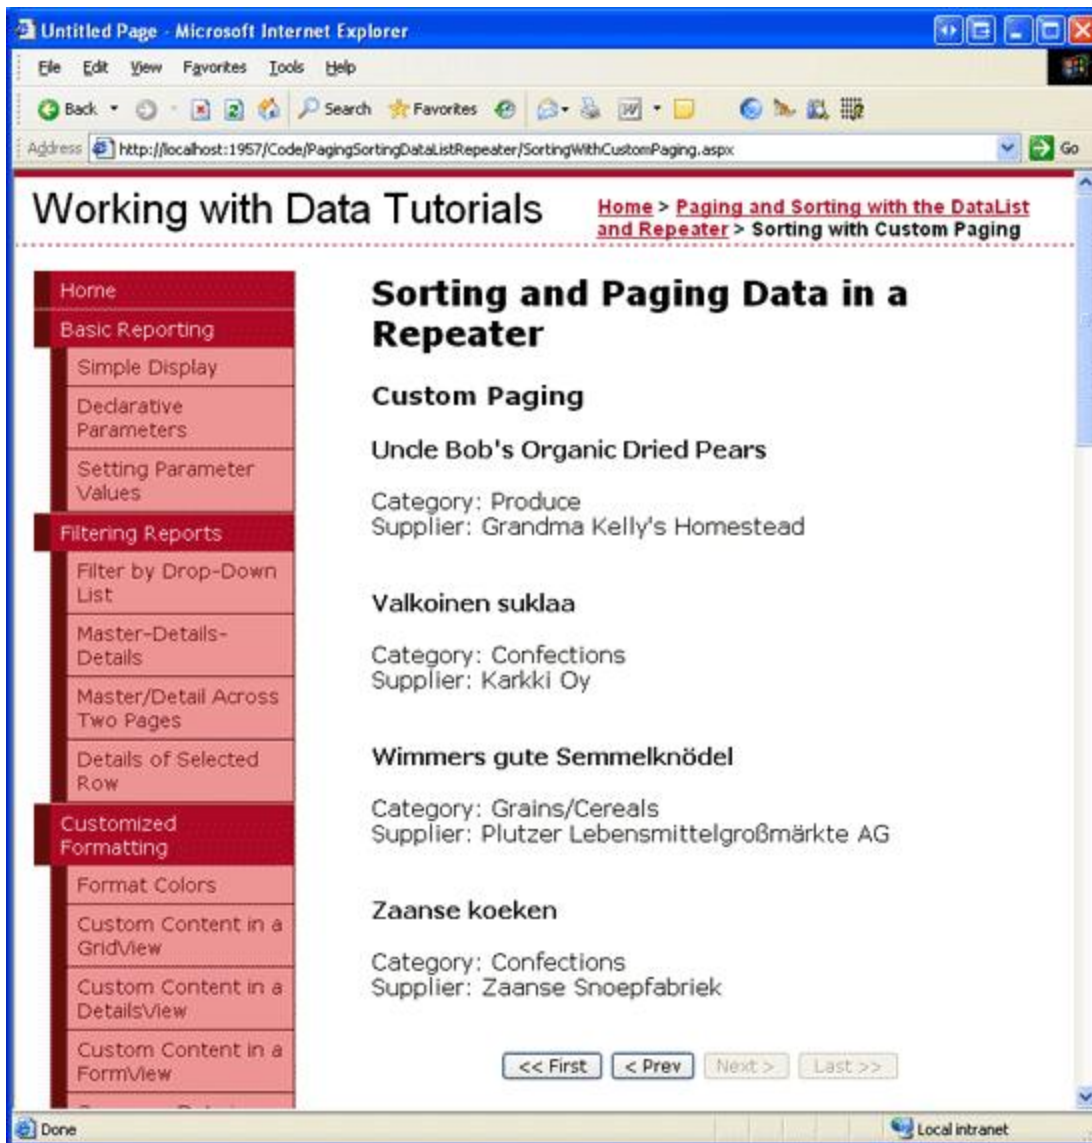 Untitled Page - Microsoft Internet Explorer
File Edit View Favorites Tools Help
Back Search Favorites
Address http://localhost:1957/Code/PagingSortingDataListRepeater/SortingWithCustomPaging.aspx Go
Working with Data Tutorials
Home > Paging and Sorting with the DataList
and Repeater > Sorting with Custom Paging
Home
Basic Reporting
Simple Display
Declarative
Parameters
Setting Parameter
Values
Filtering Reports
Filter by Drop-Down
List
Master-Details-
Details
Master/Detail Across
Two Pages
Details of Selected
Row
Customized
Formatting
Format Colors
Custom Content in a
GridView
Custom Content in a
DetailsView
Custom Content in a
FormView
Sorting and Paging Data in a
Repeater
Custom Paging
Uncle Bob's Organic Dried Pears
Category: Produce
Supplier: Grandma Kelly's Homestead
Valkoinen suklaa
Category: Confections
Supplier: Karkki Oy
Wimmers gute Semmelknödel
Category: Grains/Cereals
Supplier: Plutzer Lebensmittelgroßmärkte AG
Zaanse koeken
Category: Confections
Supplier: Zaanse Snoepfabriek
<< First < Prev Next > Last >>
Done Local intranet